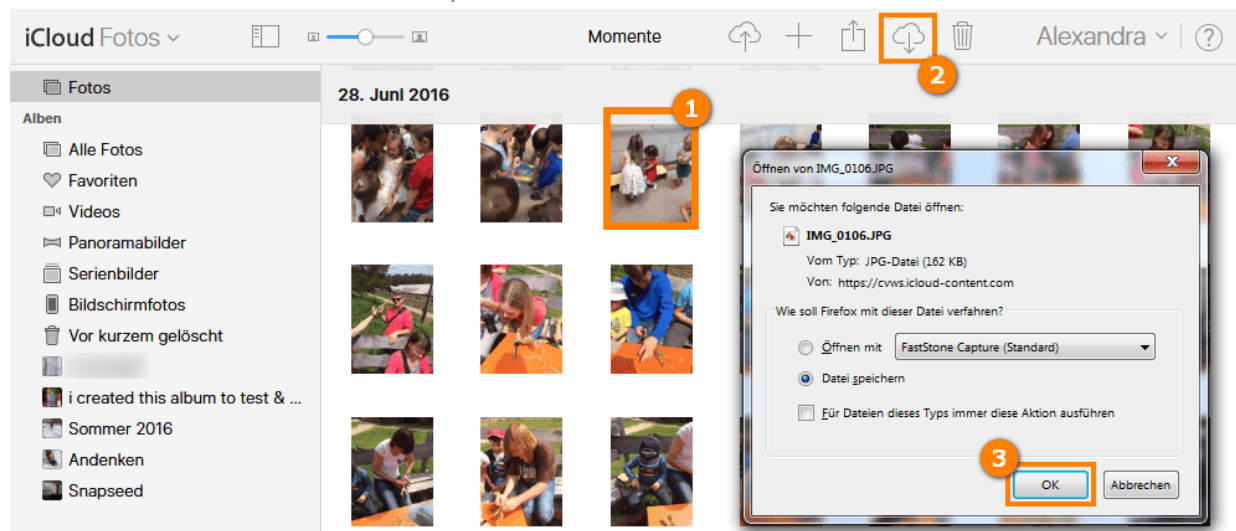 iCloud Fotos
Momente
Alexandra
?
2
Fotos
28. Juni 2016
1
Alben
Alle Fotos
Favoriten
Videos
Panoramabilder
Serienbilder
Bildschirmfotos
Vor kurzem gelöscht
i created this album to test & ...
Sommer 2016
Andenken
Snapseed
Öffnen von IMG_0106.JPG
Sie möchten folgende Datei öffnen:
IMG_0106.JPG
Vom Typ: JPG-Datei (162 KB)
Von: https://cvws.icloud-content.com
Wie soll Firefox mit dieser Datei verfahren?
Öffnen mit FastStone Capture (Standard)
Datei speichern
Für Dateien dieses Typs immer diese Aktion ausführen
3
OK Abbrechen